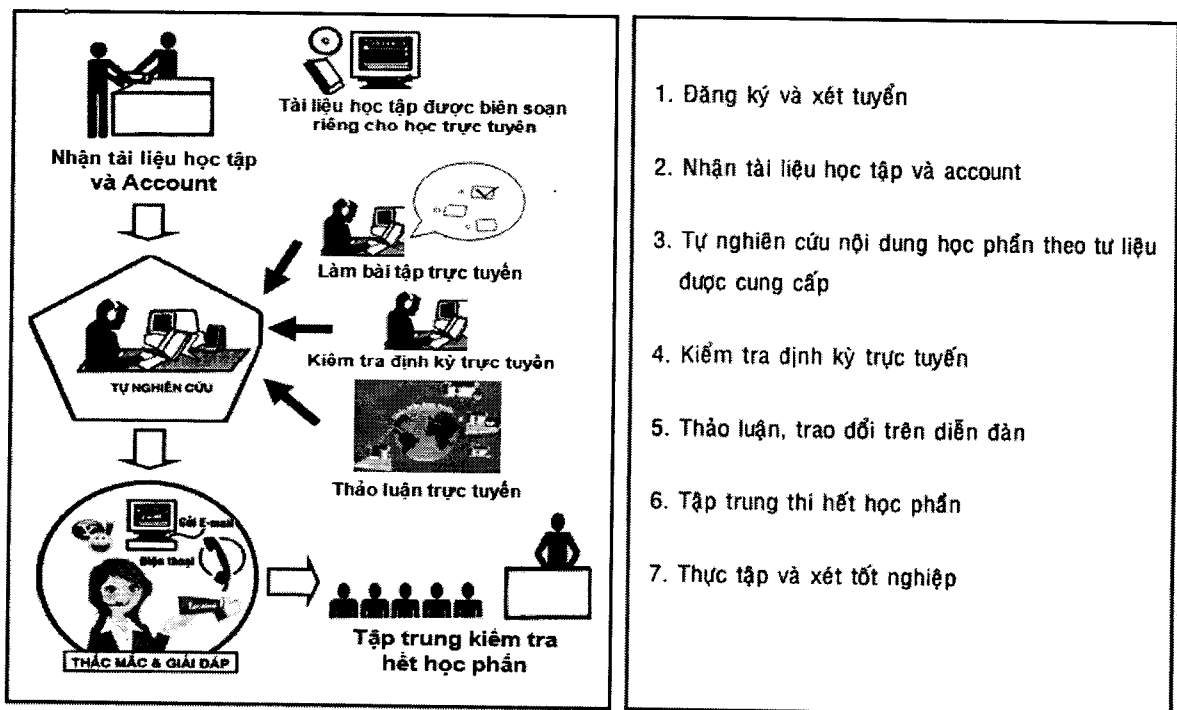 Tài liệu học tập được biên soạn
riêng cho học trực tuyến
Nhận tài liệu học tập
và Account
Làm bài tập trực tuyến
Kiểm tra định kỳ trực tuyến
TỰ NGHIÊN CỨU
Thảo luận trực tuyến
Gửi E-mail
Điện thoại
THẮC MẮC & GIẢI ĐÁP
Tập trung kiểm tra
hết học phần
1. Đăng ký và xét tuyển
2. Nhận tài liệu học tập và account
3. Tự nghiên cứu nội dung học phần theo tư liệu
được cung cấp
4. Kiểm tra định kỳ trực tuyến
5. Thảo luận, trao đổi trên diễn đàn
6. Tập trung thi hết học phần
7. Thực tập và xét tốt nghiệp